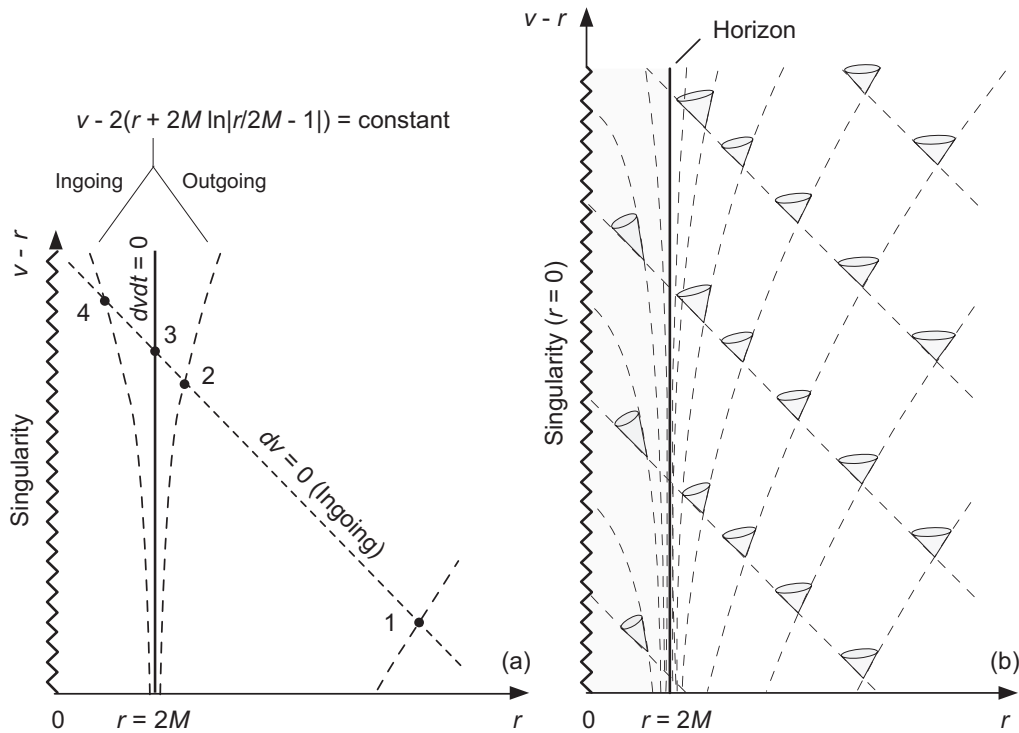 v - 2(r + 2M ln|r/2M - 1|) = constant
Ingoing
Outgoing
v - r
dvdt = 0
4
3
2
Singularity
dv = 0 (Ingoing)
1
(a)
0
r = 2M
r
v - r
Horizon
Singularity (r = 0)
(b)
0
r = 2M
r